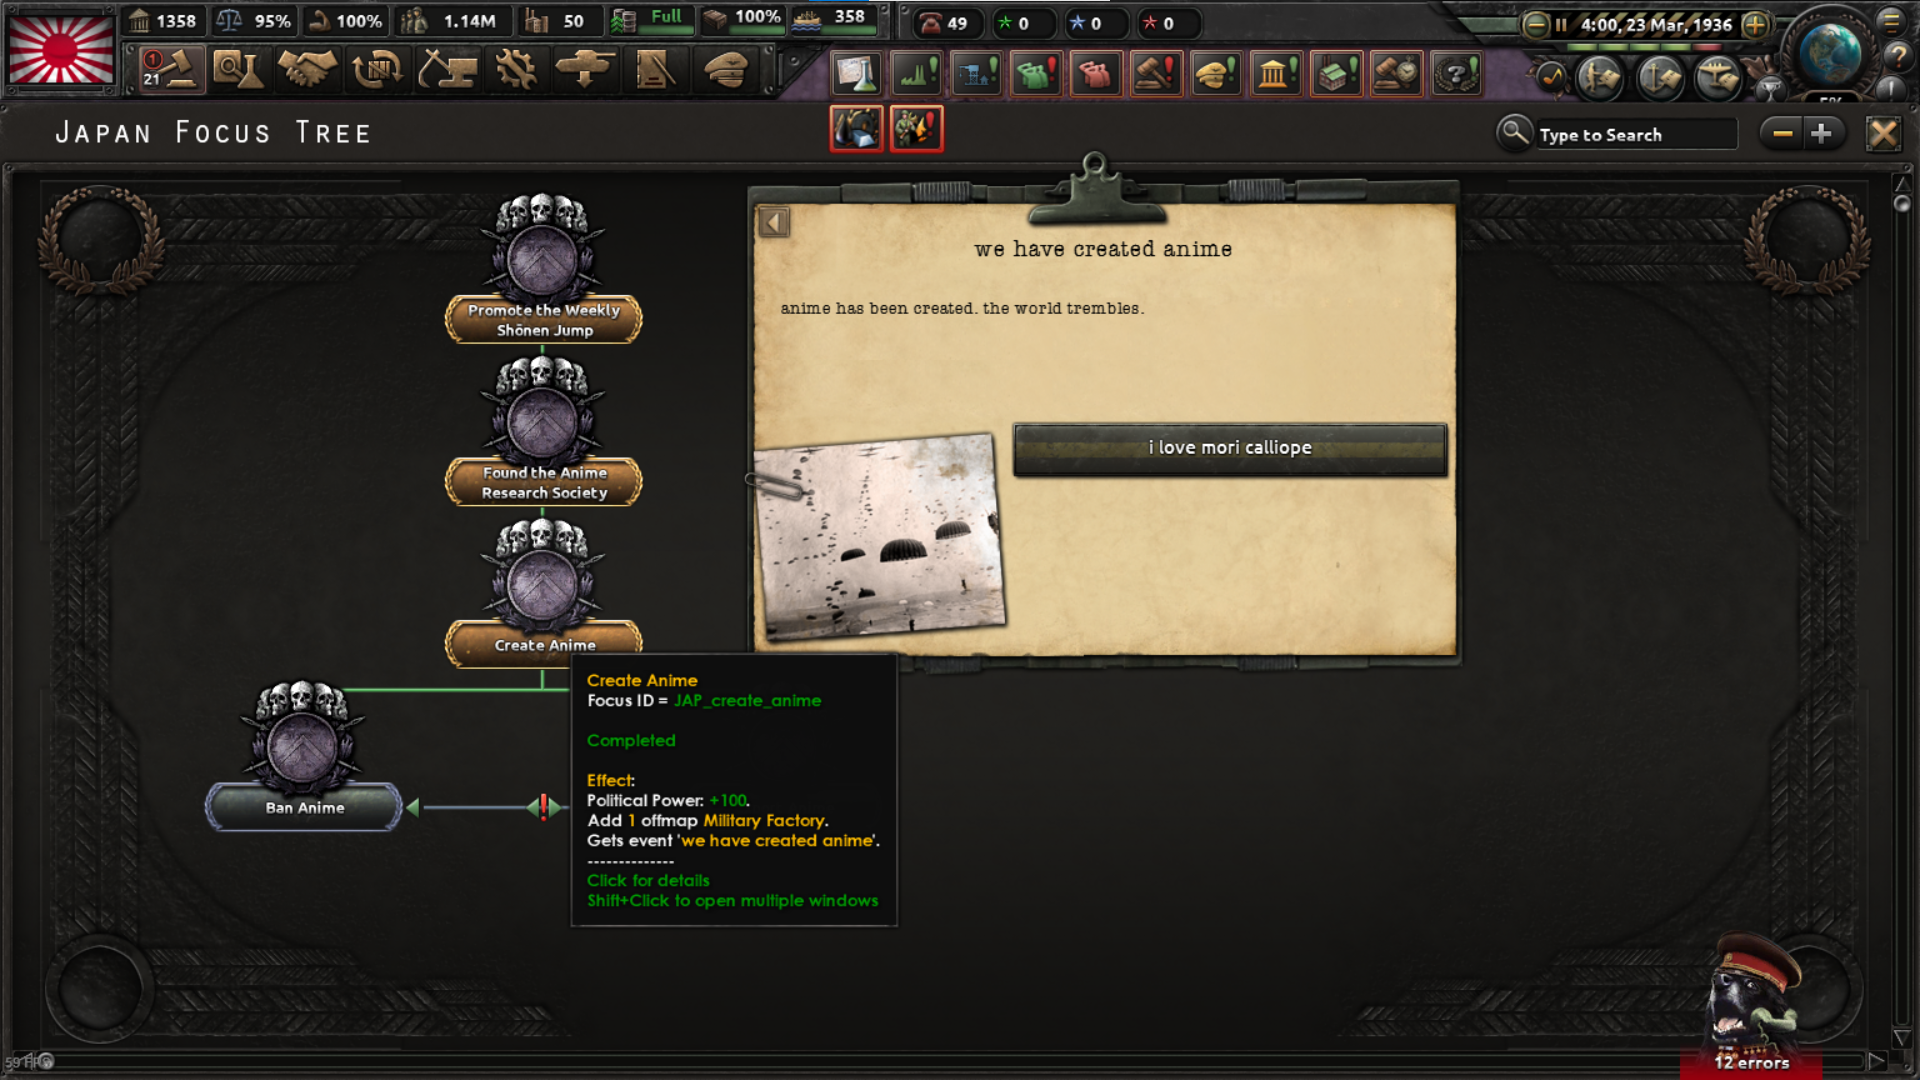 1358
95%
100%
1.14M
50
Full
100%
358
49
0
0
0
4:00, 23 Mar, 1936
1
21
JAPAN FOCUS TREE
Type to Search
Promote the Weekly
Shōnen Jump
Found the Anime
Research Society
Create Anime
Ban Anime
we have created anime
anime has been created. the world trembles.
i love mori calliope
Create Anime
Focus ID = JAP_create_anime
Completed
Effect:
Political Power: +100.
Add 1 offmap Military Factory.
Gets event 'we have created anime'.
--------------
Click for details
Shift+Click to open multiple windows
12 errors